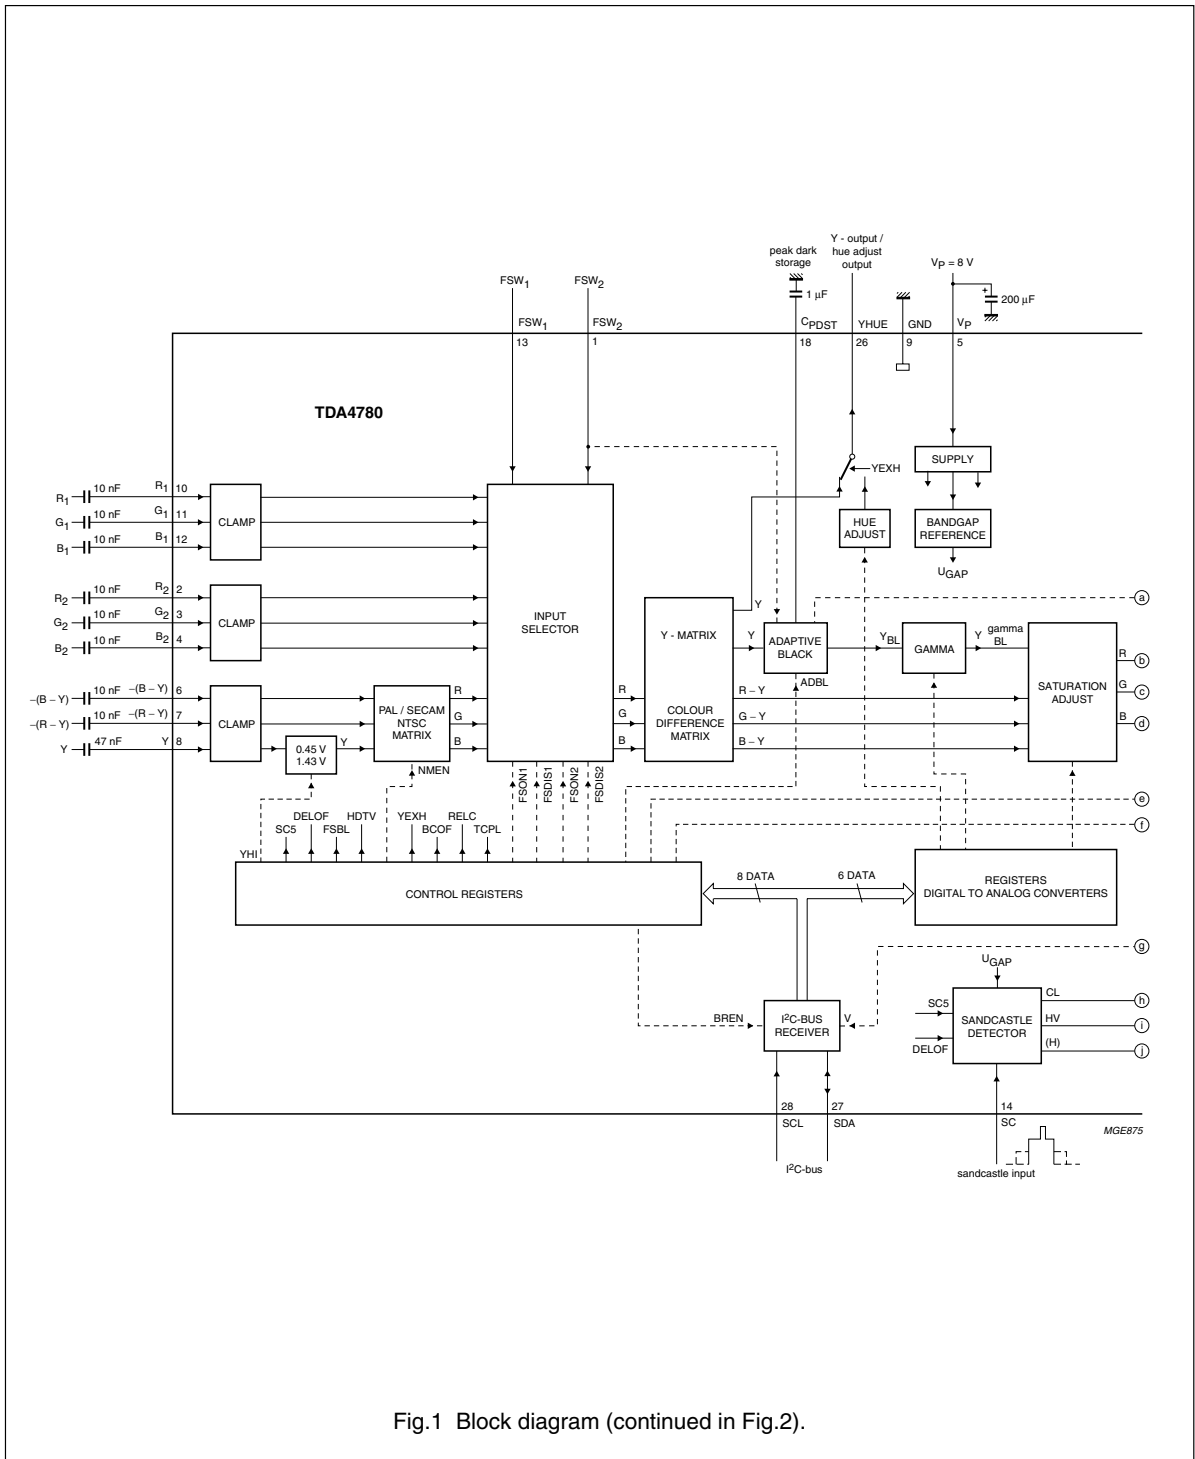 peak dark
storage
Y - output /
hue adjust
output
VP = 8 V
FSW1
FSW2
1 µF
+
200 µF
FSW1
FSW2
CPDST
YHUE
GND
VP
13
1
18
26
9
5
TDA4780
YEXH
SUPPLY
HUE
ADJUST
BANDGAP
REFERENCE
UGAP
R1
10 nF
R1
10
G1
10 nF
G1
11
B1
10 nF
B1
12
CLAMP
R2
10 nF
R2
2
G2
10 nF
G2
3
B2
10 nF
B2
4
CLAMP
–(B – Y)
10 nF
–(B – Y)
6
–(R – Y)
10 nF
–(R – Y)
7
Y
47 nF
Y
8
CLAMP
0.45 V
1.43 V
Y
PAL / SECAM
NTSC
MATRIX
NMEN
R
G
B
INPUT
SELECTOR
R
G
B
Y - MATRIX
COLOUR
DIFFERENCE
MATRIX
Y
Y
R – Y
G – Y
B – Y
ADAPTIVE
BLACK
ADBL
YBL
GAMMA
Y
gamma
BL
SATURATION
ADJUST
R
G
B
a
b
c
d
FSON1
FSDIS1
FSON2
FSDIS2
e
f
YHI
SC5
DELOF
FSBL
HDTV
YEXH
BCOF
RELC
TCPL
CONTROL REGISTERS
8 DATA
6 DATA
REGISTERS
DIGITAL TO ANALOG CONVERTERS
g
UGAP
BREN
I2C-BUS
RECEIVER
V
SC5
DELOF
SANDCASTLE
DETECTOR
CL
HV
(H)
h
i
j
28
27
14
SCL
SDA
SC
MGE875
I2C-bus
sandcastle input
Fig.1 Block diagram (continued in Fig.2).